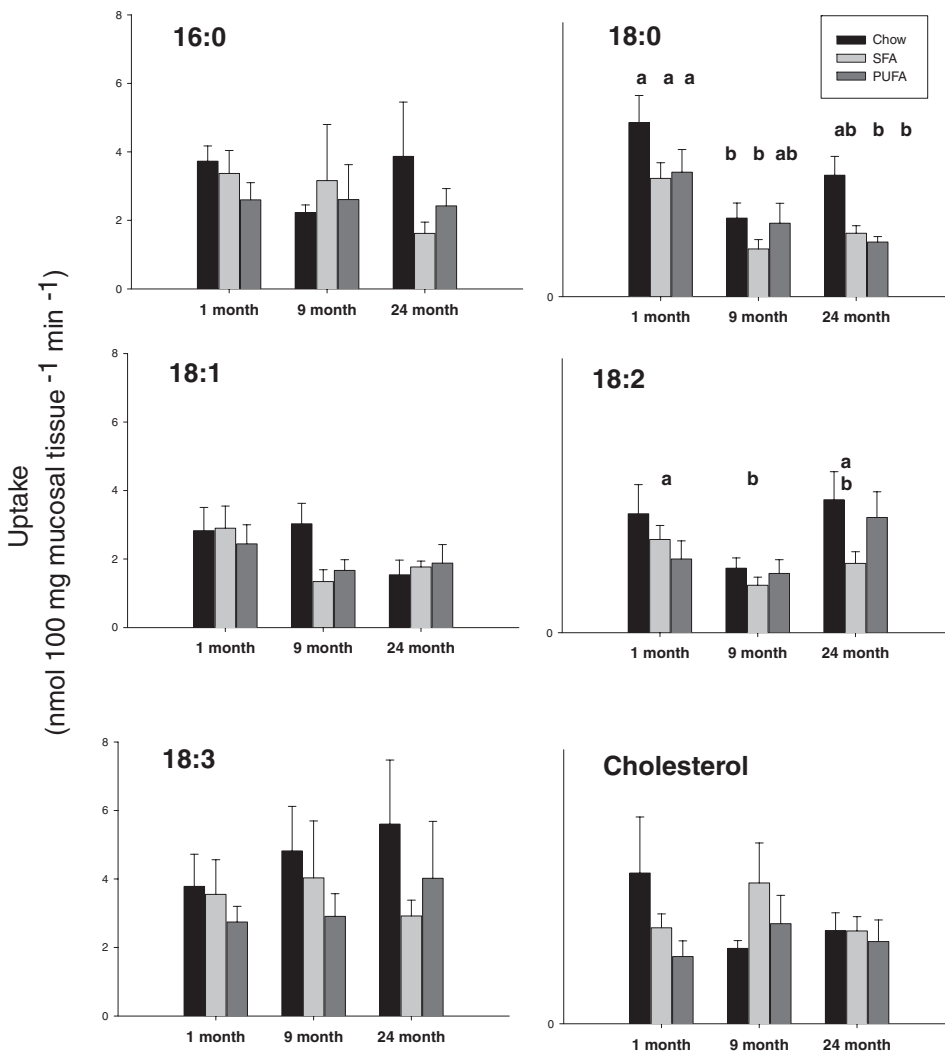 Uptake
(nmol 100 mg mucosal tissue -1 min -1)
16:0
8
6
4
2
0
1 month 9 month 24 month
18:0
Chow
SFA
PUFA
a a a
b b ab
ab b b
0
1 month 9 month 24 month
18:1
8
6
4
2
0
1 month 9 month 24 month
18:2
a
b
a
b
0
1 month 9 month 24 month
18:3
8
6
4
2
0
1 month 9 month 24 month
Cholesterol
0
1 month 9 month 24 month